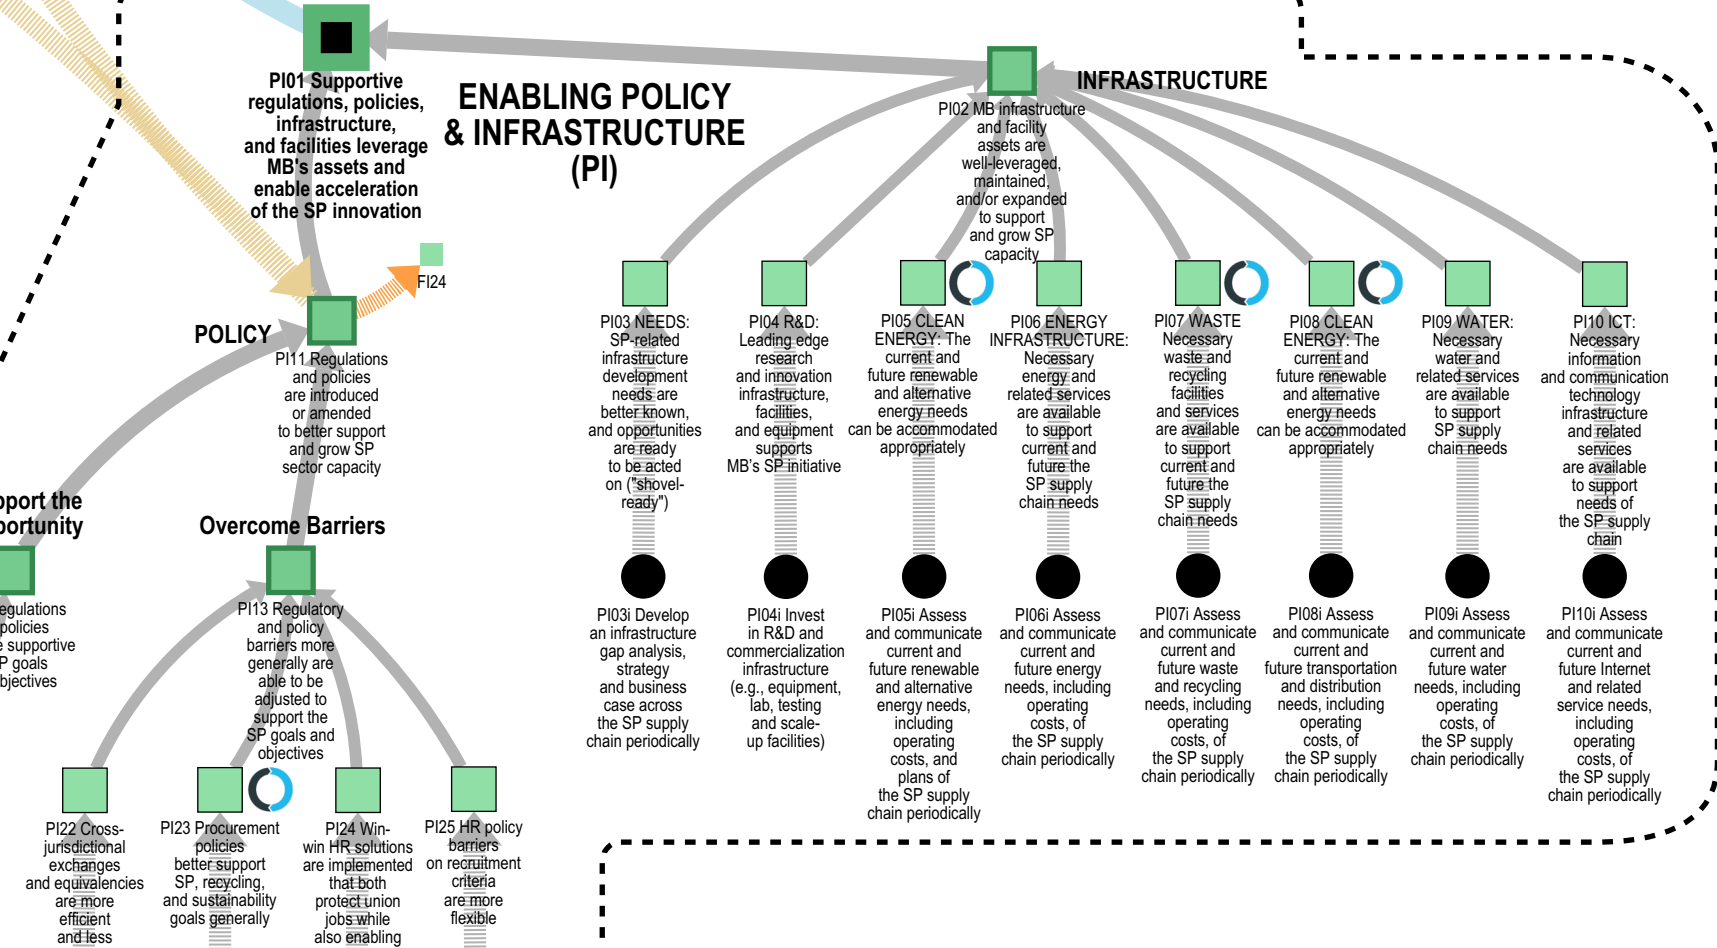 PI01 Supportive
regulations, policies,
infrastructure,
and facilities leverage
MB's assets and
enable acceleration
of the SP innovation
ENABLING POLICY
& INFRASTRUCTURE
(PI)
INFRASTRUCTURE
PI02 MB infrastructure
and facility
assets are
well-leveraged,
maintained,
and/or expanded
to support
and grow SP
capacity
FI24
POLICY
PI11 Regulations
and policies
are introduced
or amended
to better support
and grow SP
sector capacity
PI03 NEEDS:
SP-related
infrastructure
development
needs are
better known,
and opportunities
are ready
to be acted
on ("shovel-
ready")
PI04 R&D:
Leading edge
research
and innovation
infrastructure,
facilities,
and equipment
supports
MB's SP initiative
PI05 CLEAN
ENERGY: The
current and
future renewable
and alternative
energy needs
can be accommodated
appropriately
PI06 ENERGY
INFRASTRUCTURE:
Necessary
energy and
related services
are available
to support
current and
future the
SP supply
chain needs
PI07 WASTE
Necessary
waste and
recycling
facilities
and services
are available
to support
current and
future the
SP supply
chain needs
PI08 CLEAN
ENERGY: The
current and
future renewable
and alternative
energy needs
can be accommodated
appropriately
PI09 WATER:
Necessary
water and
related services
are available
to support
SP supply
chain needs
PI10 ICT:
Necessary
information
and communication
technology
infrastructure
and related
services
are available
to support
needs of
the SP supply
chain
pport the
portunity
Overcome Barriers
egulations
policies
e supportive
P goals
bjectives
PI13 Regulatory
and policy
barriers more
generally are
able to be
adjusted to
support the
SP goals and
objectives
PI03i Develop
an infrastructure
gap analysis,
strategy
and business
case across
the SP supply
chain periodically
PI04i Invest
in R&D and
commercialization
infrastructure
(e.g., equipment,
lab, testing
and scale-
up facilities)
PI05i Assess
and communicate
current and
future renewable
and alternative
energy needs,
including
operating
costs, and
plans of
the SP supply
chain periodically
PI06i Assess
and communicate
current and
future energy
needs, including
operating
costs, of
the SP supply
chain periodically
PI07i Assess
and communicate
current and
future waste
and recycling
needs, including
operating
costs, of
the SP supply
chain periodically
PI08i Assess
and communicate
current and
future transportation
and distribution
needs, including
operating
costs, of
the SP supply
chain periodically
PI09i Assess
and communicate
current and
future water
needs, including
operating
costs, of
the SP supply
chain periodically
PI10i Assess
and communicate
current and
future Internet
and related
service needs,
including
operating
costs, of
the SP supply
chain periodically
PI22 Cross-
jurisdictional
exchanges
and equivalencies
are more
efficient
and less
PI23 Procurement
policies
better support
SP, recycling,
and sustainability
goals generally
PI24 Win-
win HR solutions
are implemented
that both
protect union
jobs while
also enabling
PI25 HR policy
barriers
on recruitment
criteria
are more
flexible